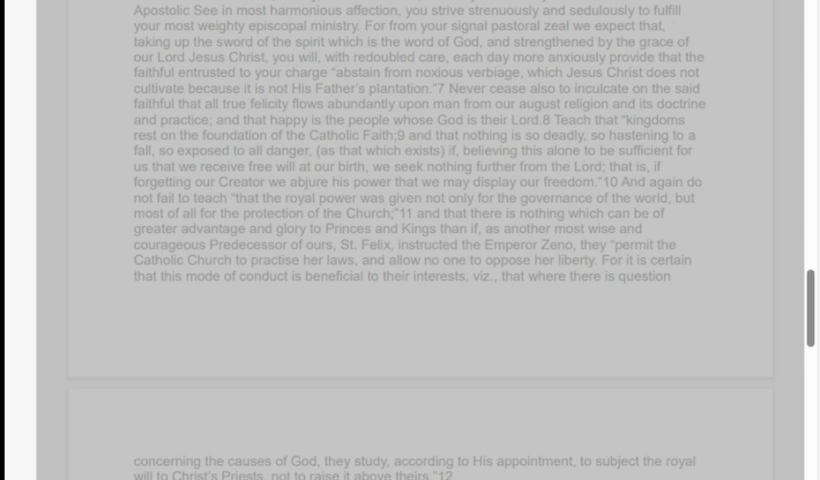 Apostolic See in most harmonious affection, you strive strenuously and sedulously to fulfill
your most weighty episcopal ministry. For from your signal pastoral zeal we expect that,
taking up the sword of the spirit which is the word of God, and strengthened by the grace of
our Lord Jesus Christ, you will, with redoubled care, each day more anxiously provide that the
faithful entrusted to your charge “abstain from noxious verbiage, which Jesus Christ does not
cultivate because it is not His Father’s plantation.”7 Never cease also to inculcate on the said
faithful that all true felicity flows abundantly upon man from our august religion and its doctrine
and practice; and that happy is the people whose God is their Lord.8 Teach that “kingdoms
rest on the foundation of the Catholic Faith;9 and that nothing is so deadly, so hastening to a
fall, so exposed to all danger, (as that which exists) if, believing this alone to be sufficient for
us that we receive free will at our birth, we seek nothing further from the Lord; that is, if
forgetting our Creator we abjure his power that we may display our freedom.”10 And again do
not fail to teach “that the royal power was given not only for the governance of the world, but
most of all for the protection of the Church;”11 and that there is nothing which can be of
greater advantage and glory to Princes and Kings than if, as another most wise and
courageous Predecessor of ours, St. Felix, instructed the Emperor Zeno, they “permit the
Catholic Church to practise her laws, and allow no one to oppose her liberty. For it is certain
that this mode of conduct is beneficial to their interests, viz., that where there is question
concerning the causes of God, they study, according to His appointment, to subject the royal
will to Christ’s Priests, not to raise it above theirs.”12